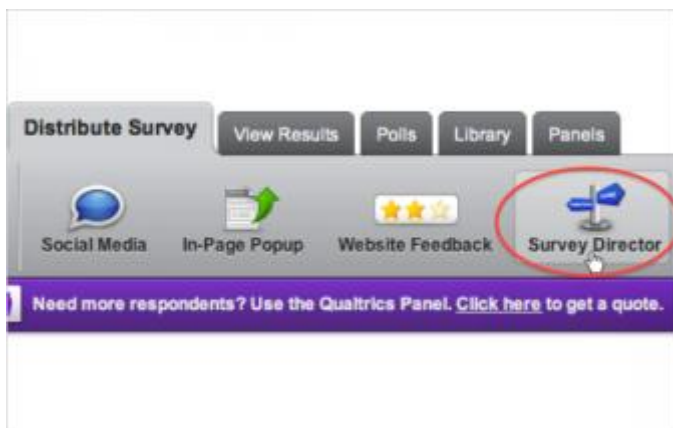 Distribute Survey View Results Polls Library Panels
Social Media In-Page Popup Website Feedback Survey Director
Need more respondents? Use the Qualtrics Panel. Click here to get a quote.